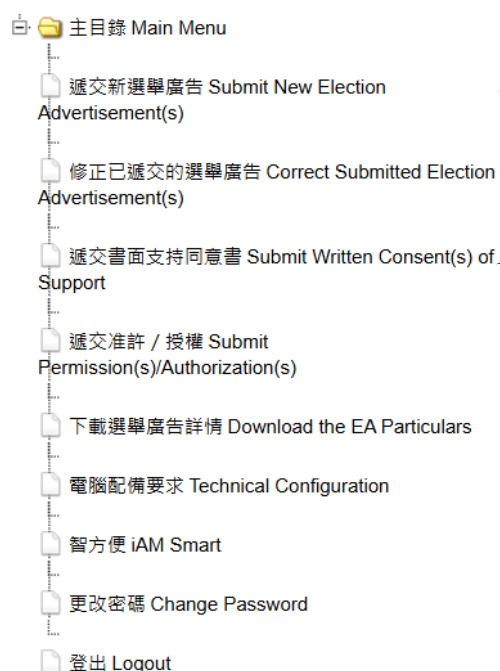 主目錄 Main Menu
遞交新選舉廣告 Submit New Election
Advertisement(s)
修正已遞交的選舉廣告 Correct Submitted Election
Advertisement(s)
遞交書面支持同意書 Submit Written Consent(s) of
Support
遞交准許 / 授權 Submit
Permission(s)/Authorization(s)
下載選舉廣告詳情 Download the EA Particulars
電腦配備要求 Technical Configuration
智方便 iAM Smart
更改密碼 Change Password
登出 Logout